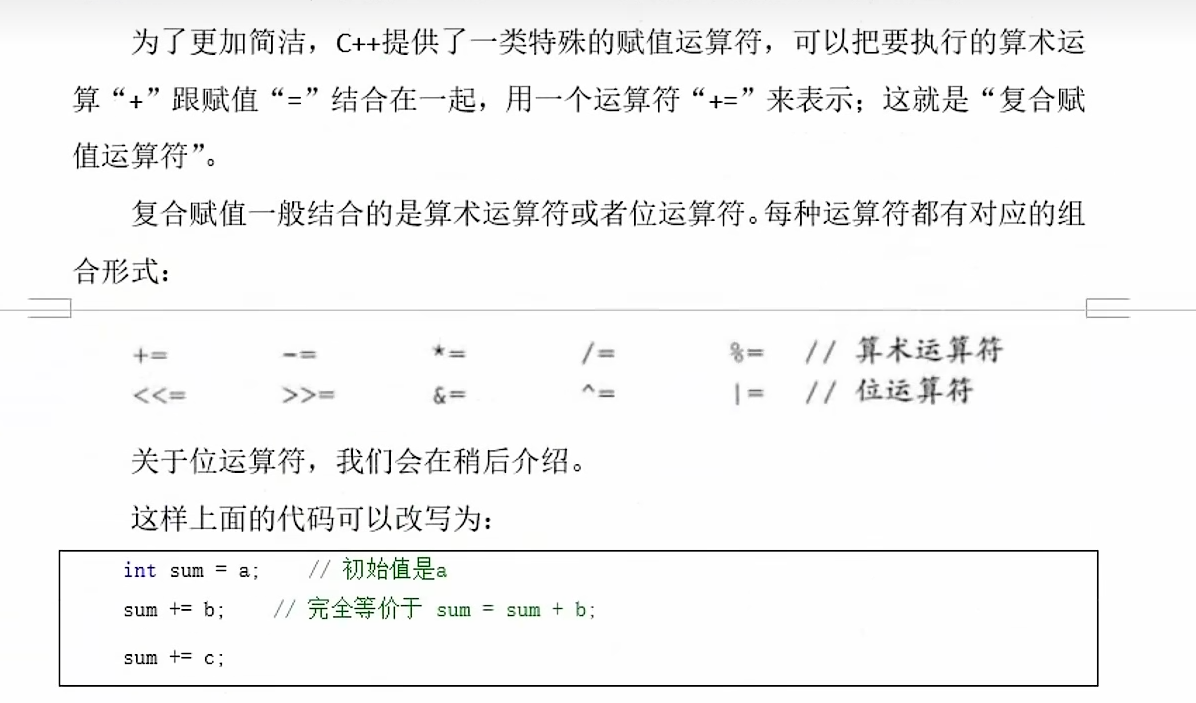 为了更加简洁，C++提供了一类特殊的赋值运算符，可以把要执行的算术运
算“+”跟赋值“=”结合在一起，用一个运算符“+=”来表示；这就是“复合赋
值运算符”。
复合赋值一般结合的是算术运算符或者位运算符。每种运算符都有对应的组
合形式：
+= -= *= /= %= // 算术运算符
<<= >>= &= ^= |= // 位运算符
关于位运算符，我们会在稍后介绍。
这样上面的代码可以改写为：
int sum = a; // 初始值是a
sum += b; // 完全等价于 sum = sum + b;
sum += c;